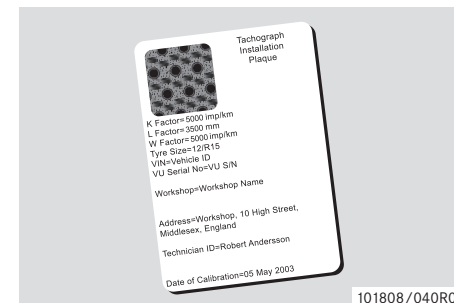 Tachograph
Installation
Plaque
K Factor=5000 imp/km
L Factor=3500 mm
W Factor=5000 imp/km
Tyre Size=12/R15
VIN=Vehicle ID
VU Serial No=VU S/N
Workshop=Workshop Name
Address=Workshop, 10 High Street,
Middlesex, England
Technician ID=Robert Andersson
Date of Calibration=05 May 2003
101808/040R0